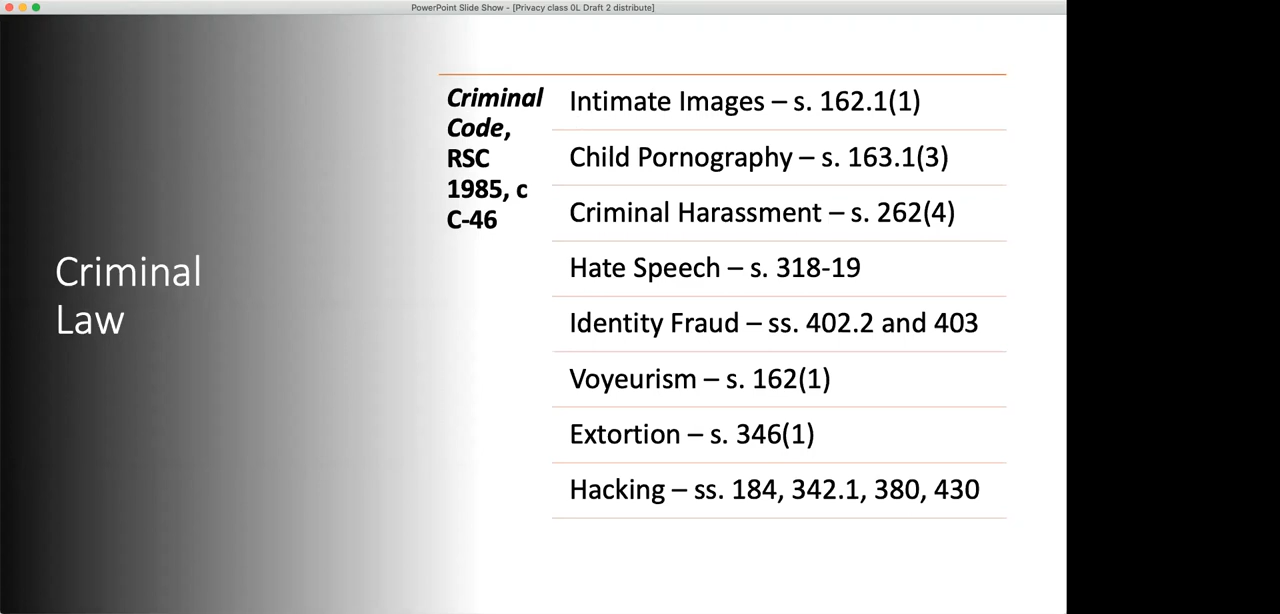 PowerPoint Slide Show - [Privacy class 0L Draft 2 distribute]
Criminal
Law
Criminal
Code,
RSC
1985, c
C-46
Intimate Images – s. 162.1(1)
Child Pornography – s. 163.1(3)
Criminal Harassment – s. 262(4)
Hate Speech – s. 318-19
Identity Fraud – ss. 402.2 and 403
Voyeurism – s. 162(1)
Extortion – s. 346(1)
Hacking – ss. 184, 342.1, 380, 430